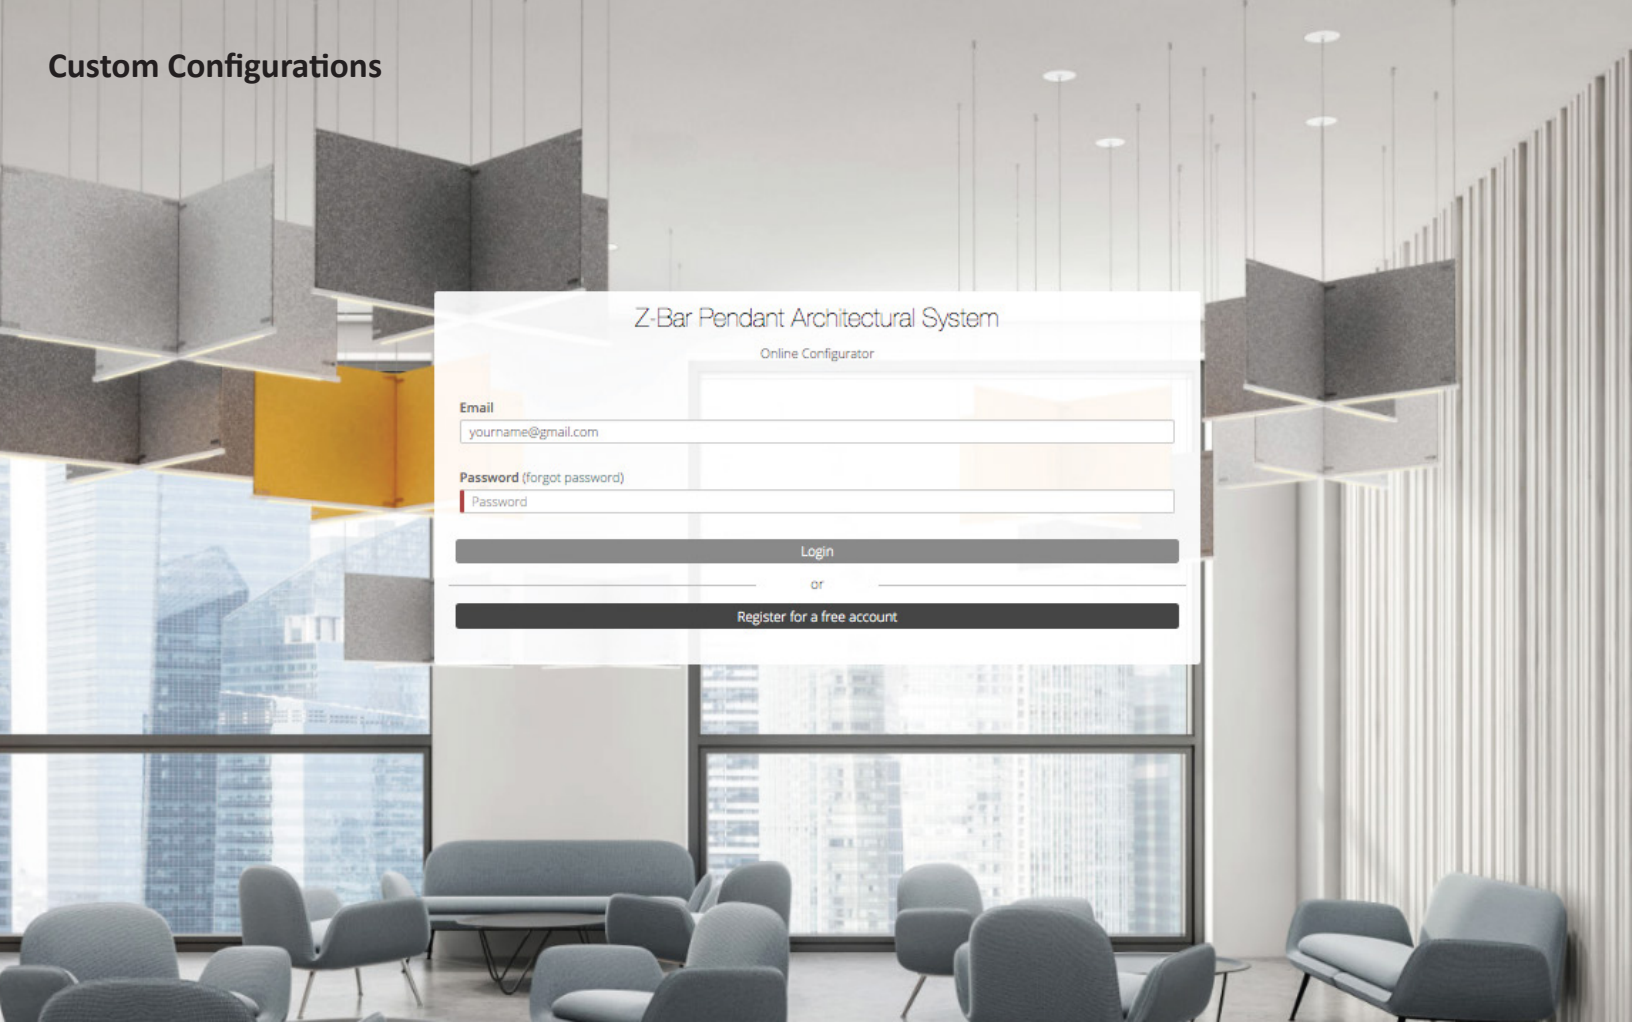 Custom Configurations
Z-Bar Pendant Architectural System
Online Configurator
Email
yourname@gmail.com
Password (forgot password)
Password
Login
or
Register for a free account